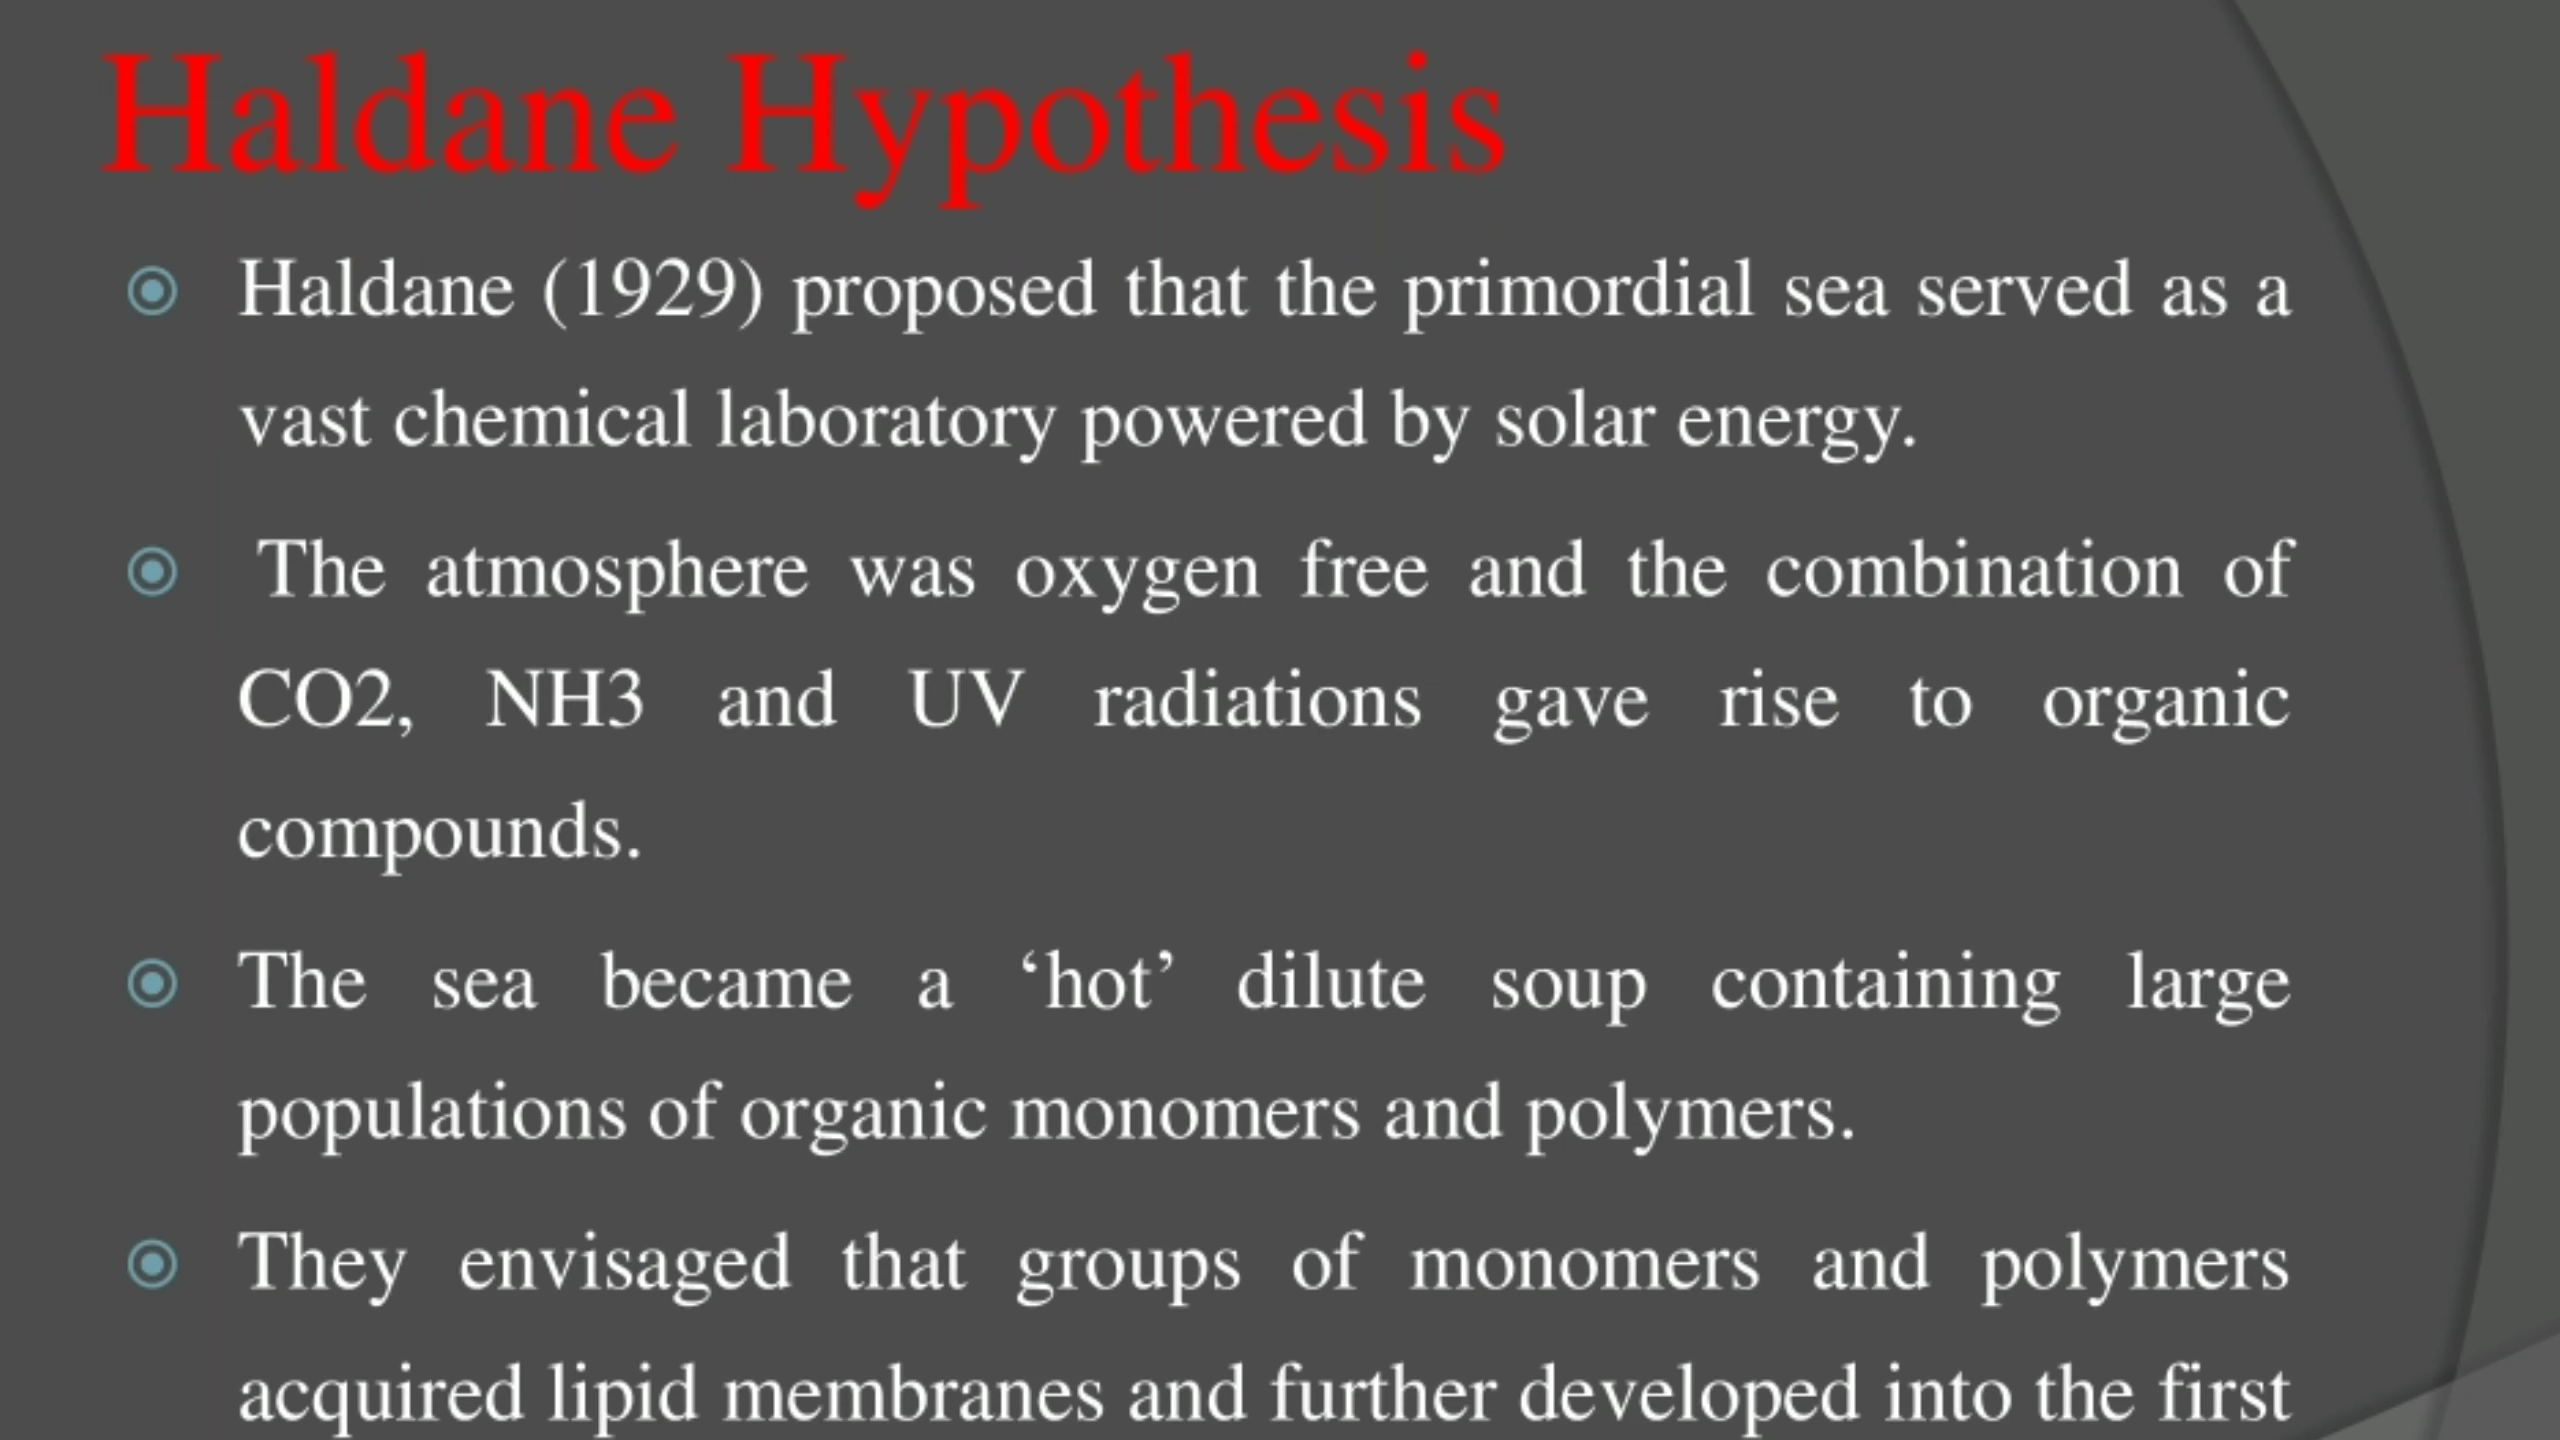 Haldane Hypothesis
Haldane (1929) proposed that the primordial sea served as a
vast chemical laboratory powered by solar energy.
The atmosphere was oxygen free and the combination of
CO2, NH3 and UV radiations gave rise to organic
compounds.
The sea became a ‘hot’ dilute soup containing large
populations of organic monomers and polymers.
They envisaged that groups of monomers and polymers
acquired lipid membranes and further developed into the first